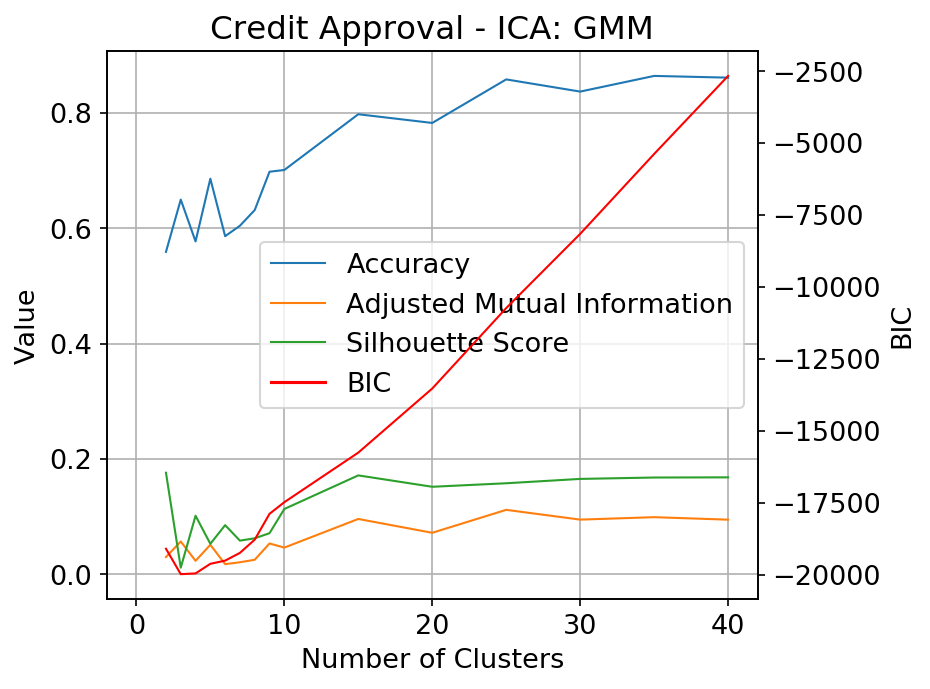 Credit Approval - ICA: GMM
0.8
0.6
0.4
0.2
0.0
Value
Accuracy
Adjusted Mutual Information
Silhouette Score
BIC
−2500
−5000
−7500
−10000
−12500
−15000
−17500
−20000
BIC
0 10 20 30 40
Number of Clusters